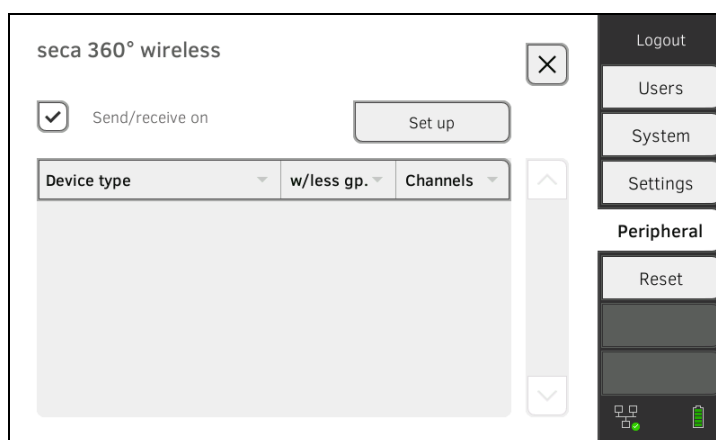 seca 360° wireless
Send/receive on
Set up
Device type
w/less gp.
Channels
Logout
Users
System
Settings
Peripheral
Reset